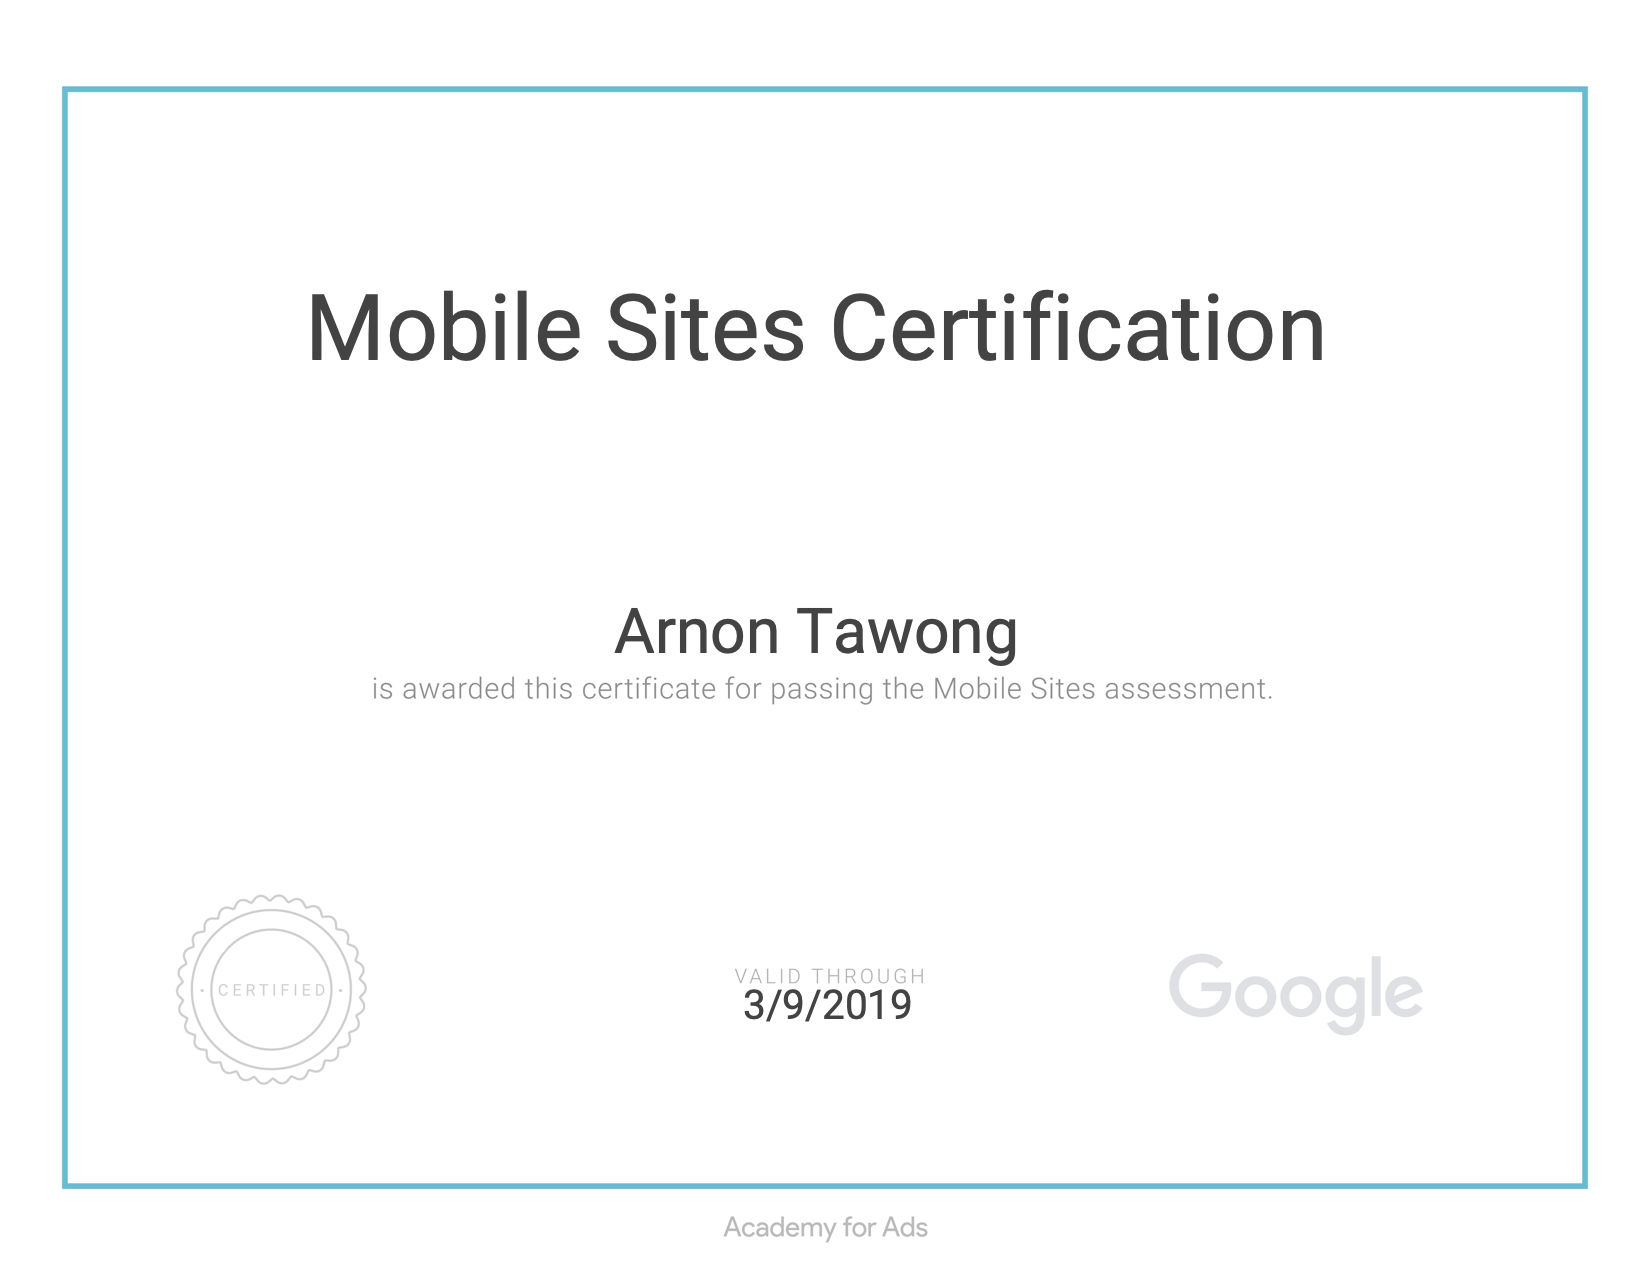 Mobile Sites Certification
Arnon Tawong
is awarded this certificate for passing the Mobile Sites assessment.
· CERTIFIED ·
VALID THROUGH
3/9/2019
Google
Academy for Ads